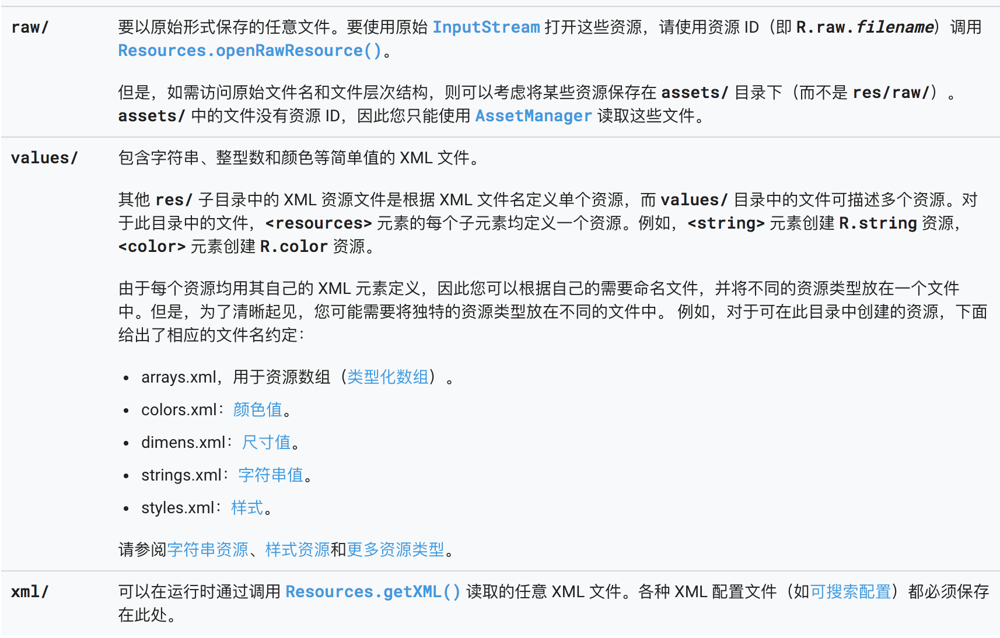 raw/
要以原始形式保存的任意文件。要使用原始 InputStream 打开这些资源，请使用资源 ID（即 R.raw.filename）调用
Resources.openRawResource()。
但是，如需访问原始文件名和文件层次结构，则可以考虑将某些资源保存在 assets/ 目录下（而不是 res/raw/）。
assets/ 中的文件没有资源 ID，因此您只能使用 AssetManager 读取这些文件。
values/
包含字符串、整型数和颜色等简单值的 XML 文件。
其他 res/ 子目录中的 XML 资源文件是根据 XML 文件名定义单个资源，而 values/ 目录中的文件可描述多个资源。对
于此目录中的文件，<resources> 元素的每个子元素均定义一个资源。例如，<string> 元素创建 R.string 资源，
<color> 元素创建 R.color 资源。
由于每个资源均用其自己的 XML 元素定义，因此您可以根据自己的需要命名文件，并将不同的资源类型放在一个文件
中。但是，为了清晰起见，您可能需要将独特的资源类型放在不同的文件中。 例如，对于可在此目录中创建的资源，下面
给出了相应的文件名约定：
• arrays.xml，用于资源数组（类型化数组）。
• colors.xml：颜色值。
• dimens.xml：尺寸值。
• strings.xml：字符串值。
• styles.xml：样式。
请参阅字符串资源、样式资源和更多资源类型。
xml/
可以在运行时通过调用 Resources.getXML() 读取的任意 XML 文件。各种 XML 配置文件（如可搜索配置）都必须保存
在此处。